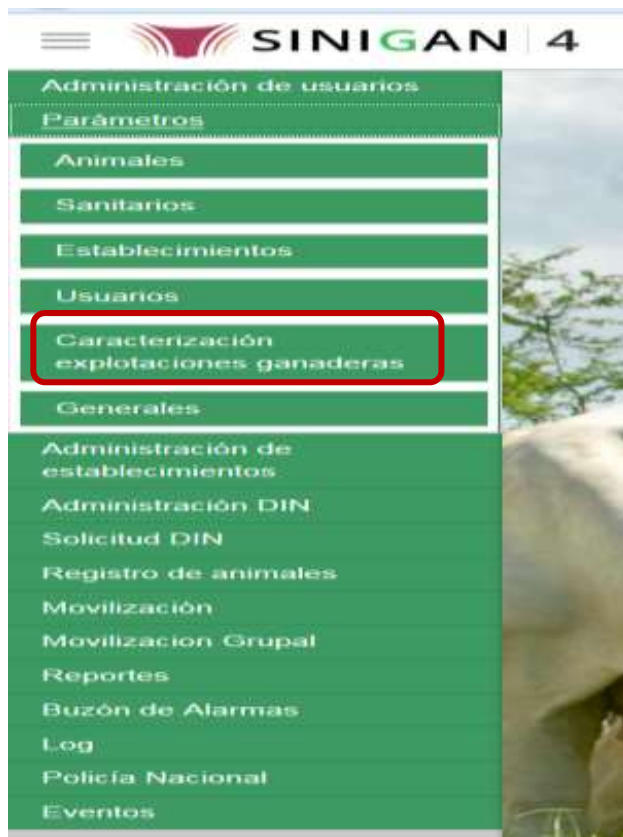 SINIGAN 4
Administración de usuarios
Parámetros
Animales
Sanitarios
Establecimientos
Usuarios
Caracterización
explotaciones ganaderas
Generales
Administración de
establecimientos
Administración DIN
Solicitud DIN
Registro de animales
Movilización
Movilizacion Grupal
Reportes
Buzón de Alarmas
Log
Policía Nacional
Eventos